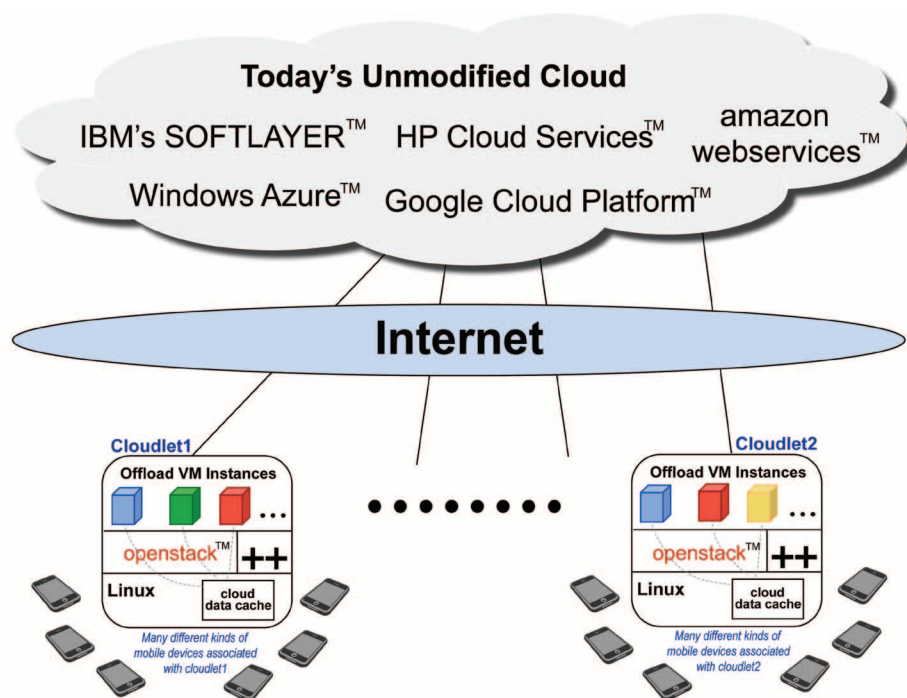 Today's Unmodified Cloud
IBM's SOFTLAYER™
HP Cloud Services™
amazon
webservices™
Windows Azure™
Google Cloud Platform™
Internet
Cloudlet1
Offload VM Instances
...
openstack™
++
Linux
cloud
data cache
Many different kinds of
mobile devices associated
with cloudlet1
Cloudlet2
Offload VM Instances
...
openstack™
++
Linux
cloud
data cache
Many different kinds of
mobile devices associated
with cloudlet2